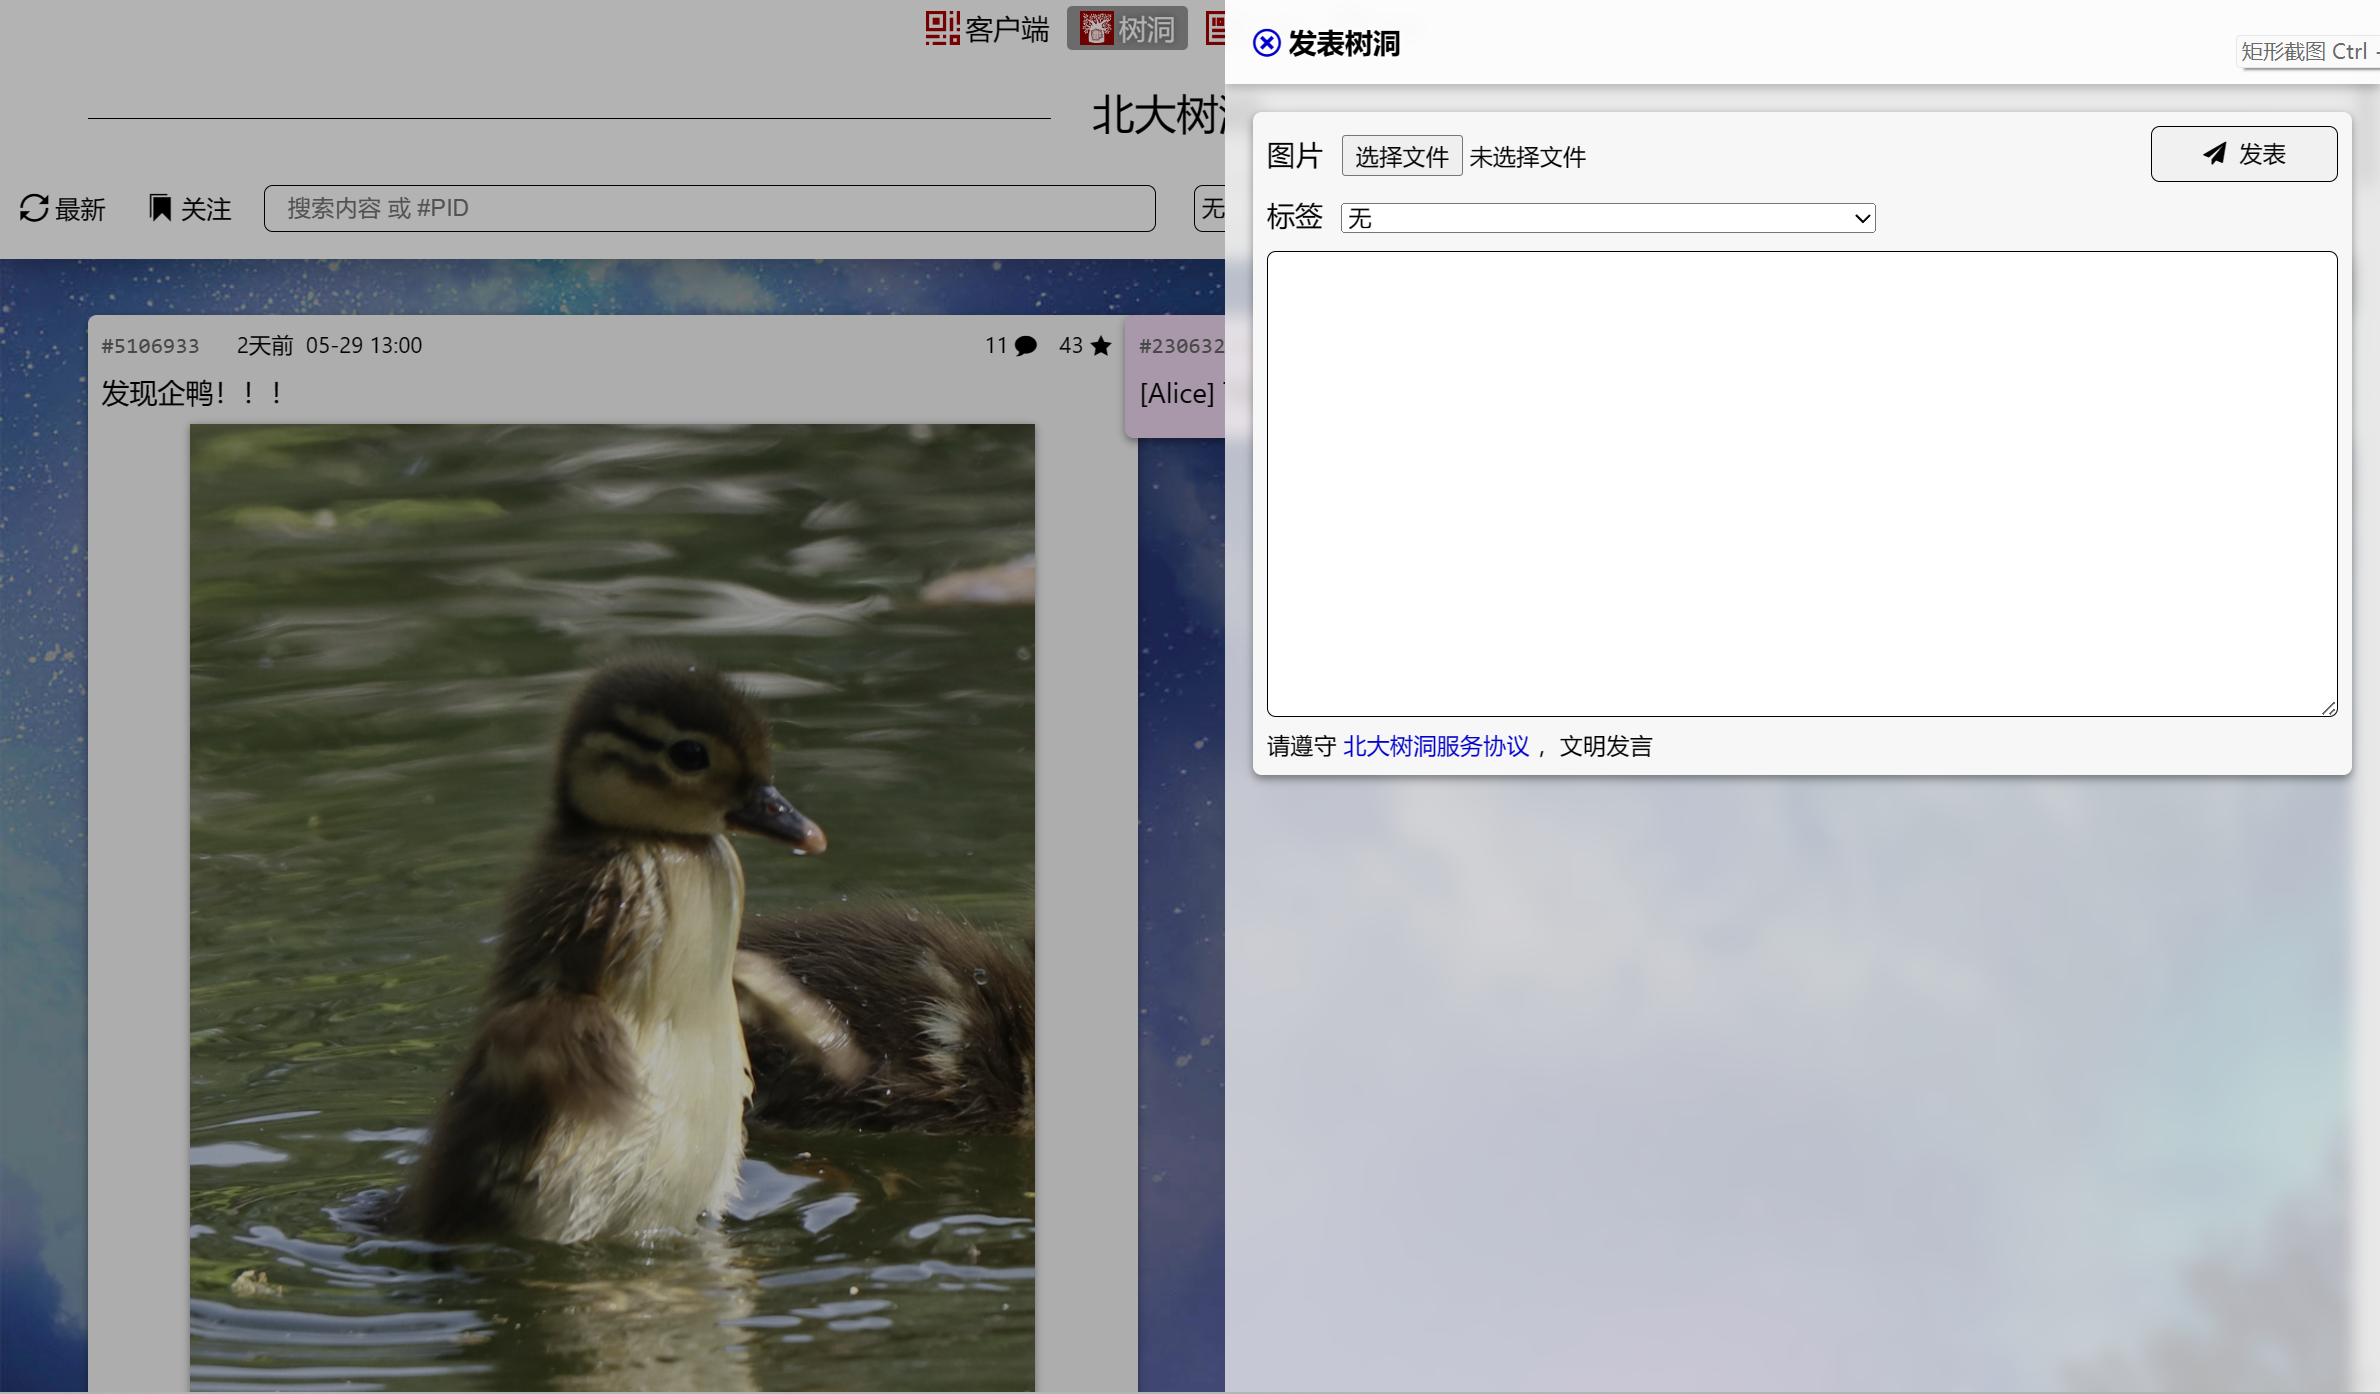 客户端 树洞
北大树
最新 关注 搜索内容 或 #PID 无
#5106933 2天前 05-29 13:00 11 43
发现企鸭！！！
#230632
[Alice]
发表树洞
矩形截图 Ctrl
图片 选择文件 未选择文件 发表
标签 无
请遵守 北大树洞服务协议 ，文明发言